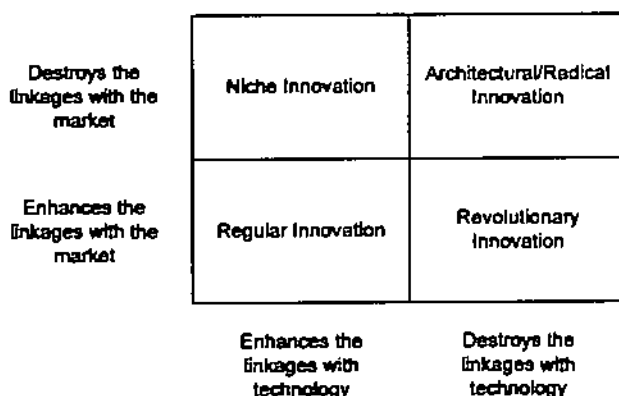 Destroys the
linkages with the
market
Niche Innovation
Architectural/Radical
Innovation
Enhances the
linkages with the
market
Regular Innovation
Revolutionary
Innovation
Enhances the
linkages with
technology
Destroys the
linkages with
technology